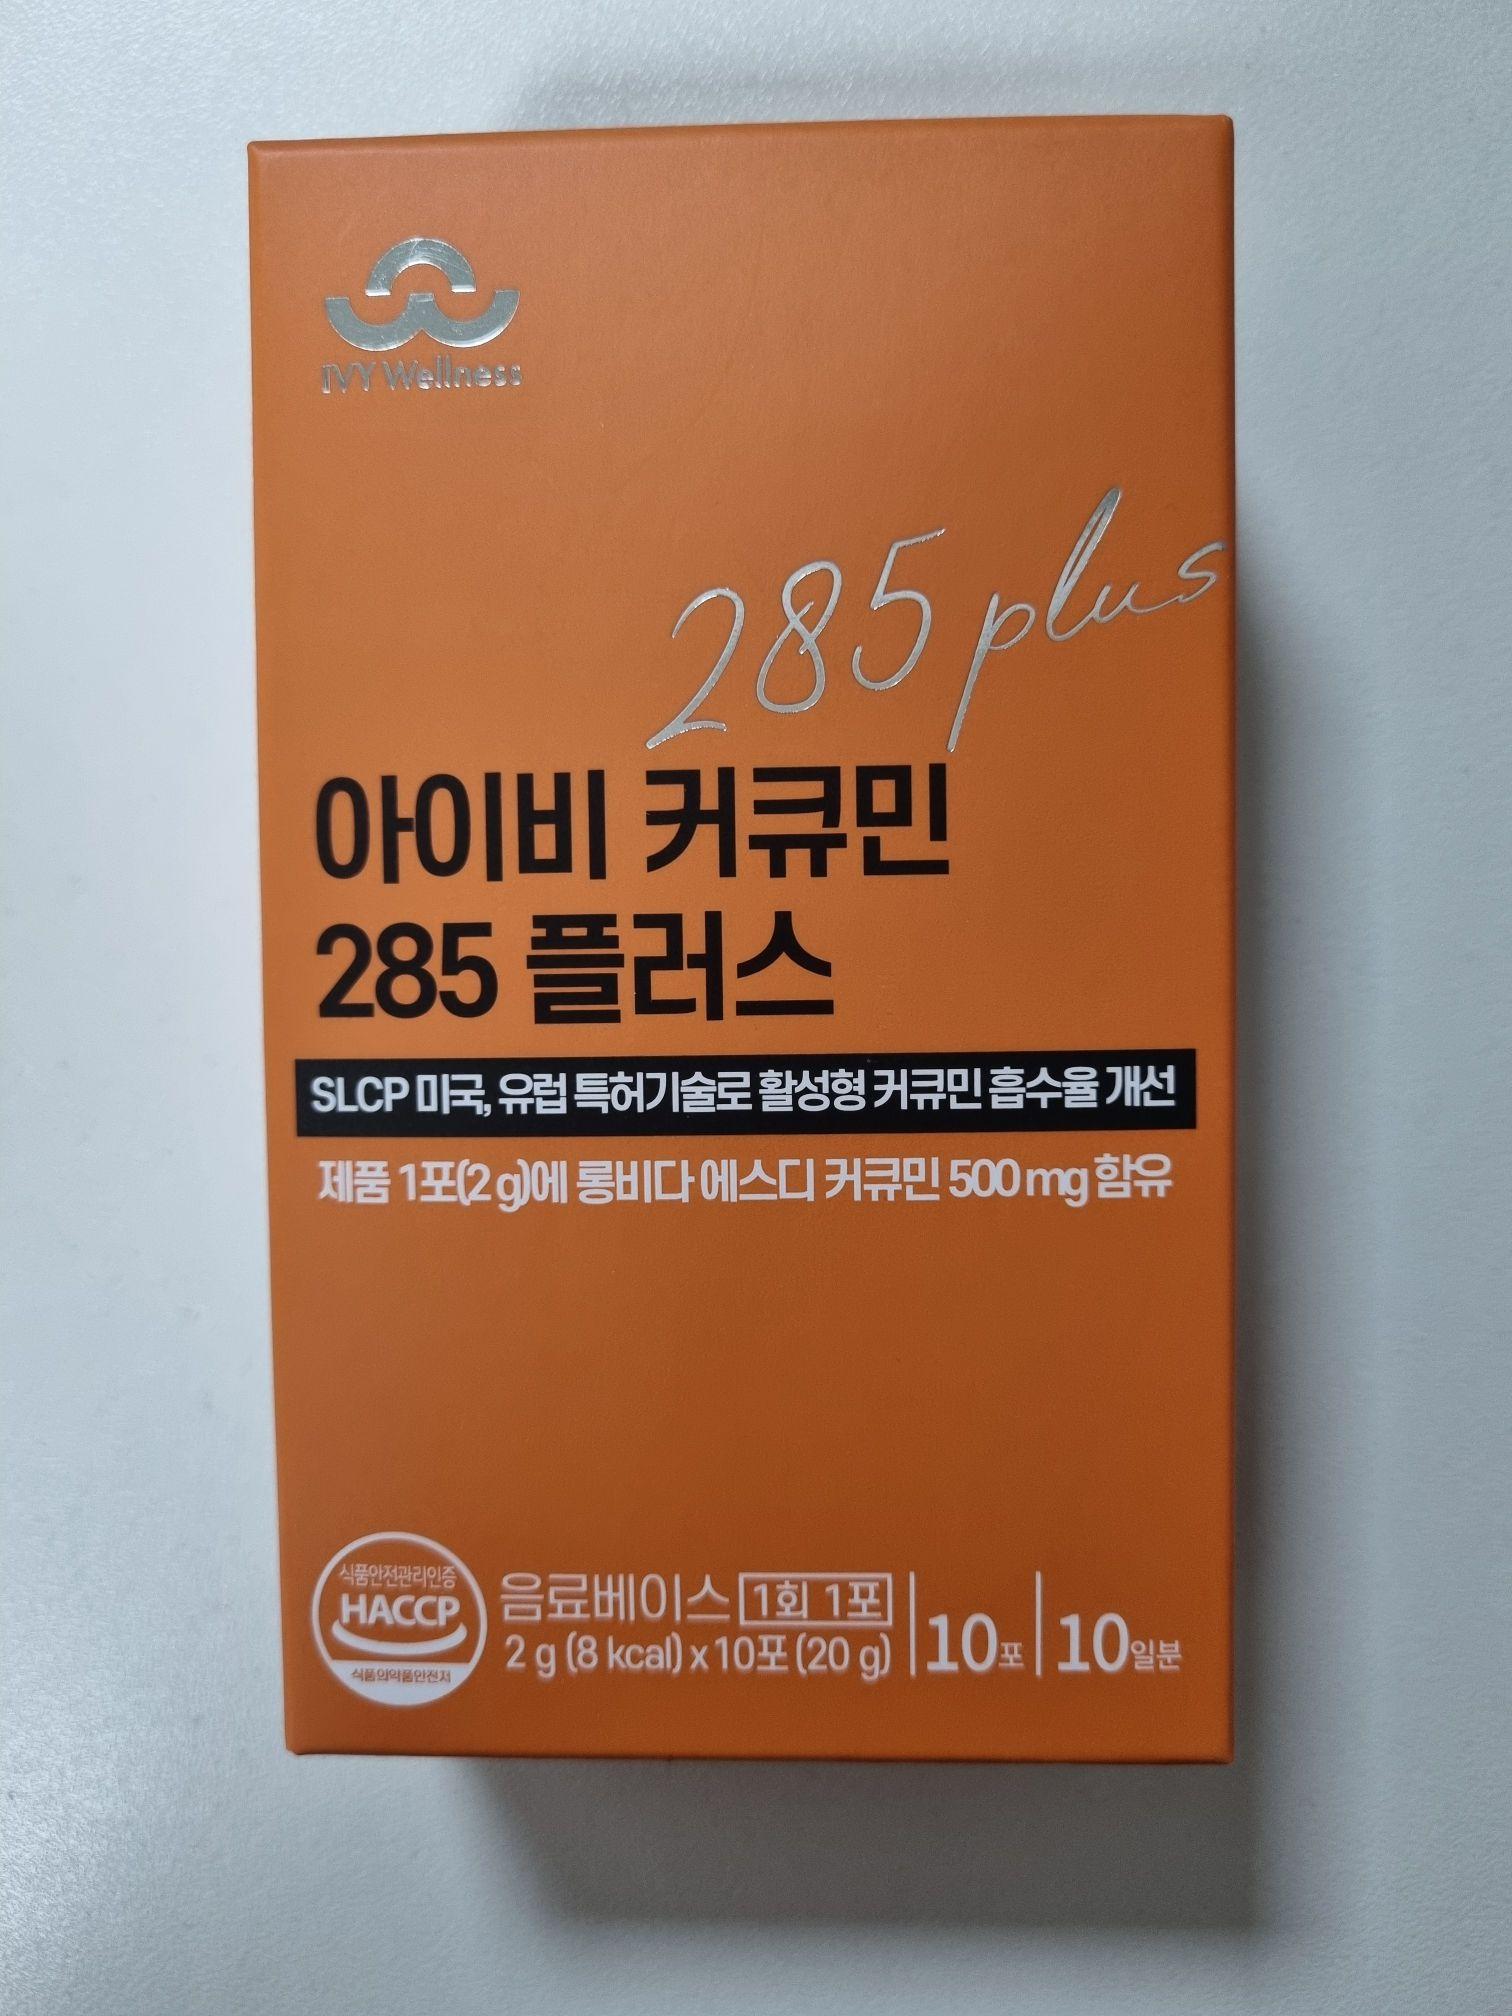 IVY Wellness
285 plus
아이비 커큐민
285 플러스
SLCP 미국, 유럽 특허기술로 활성형 커큐민 흡수율 개선
제품 1포(2 g)에 롱비다 에스디 커큐민 500 mg 함유
식품안전관리인증
HACCP
식품의약품안전처
음료베이스 1회 1포
2 g (8 kcal) x 10포 (20 g)
10포
10일분